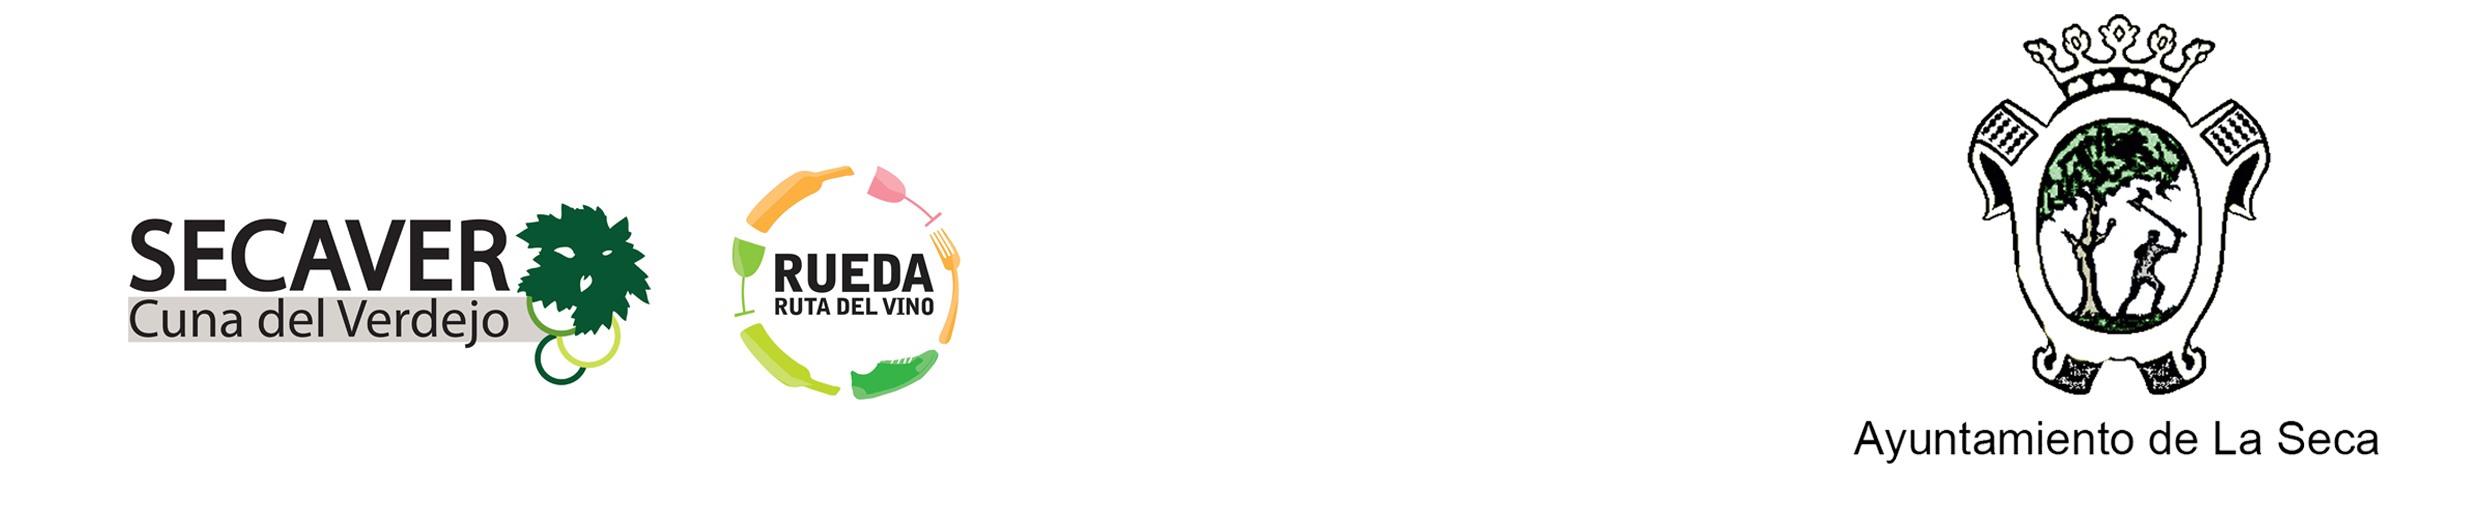 SECAVER
Cuna del Verdejo
RUEDA
RUTA DEL VINO
Ayuntamiento de La Seca